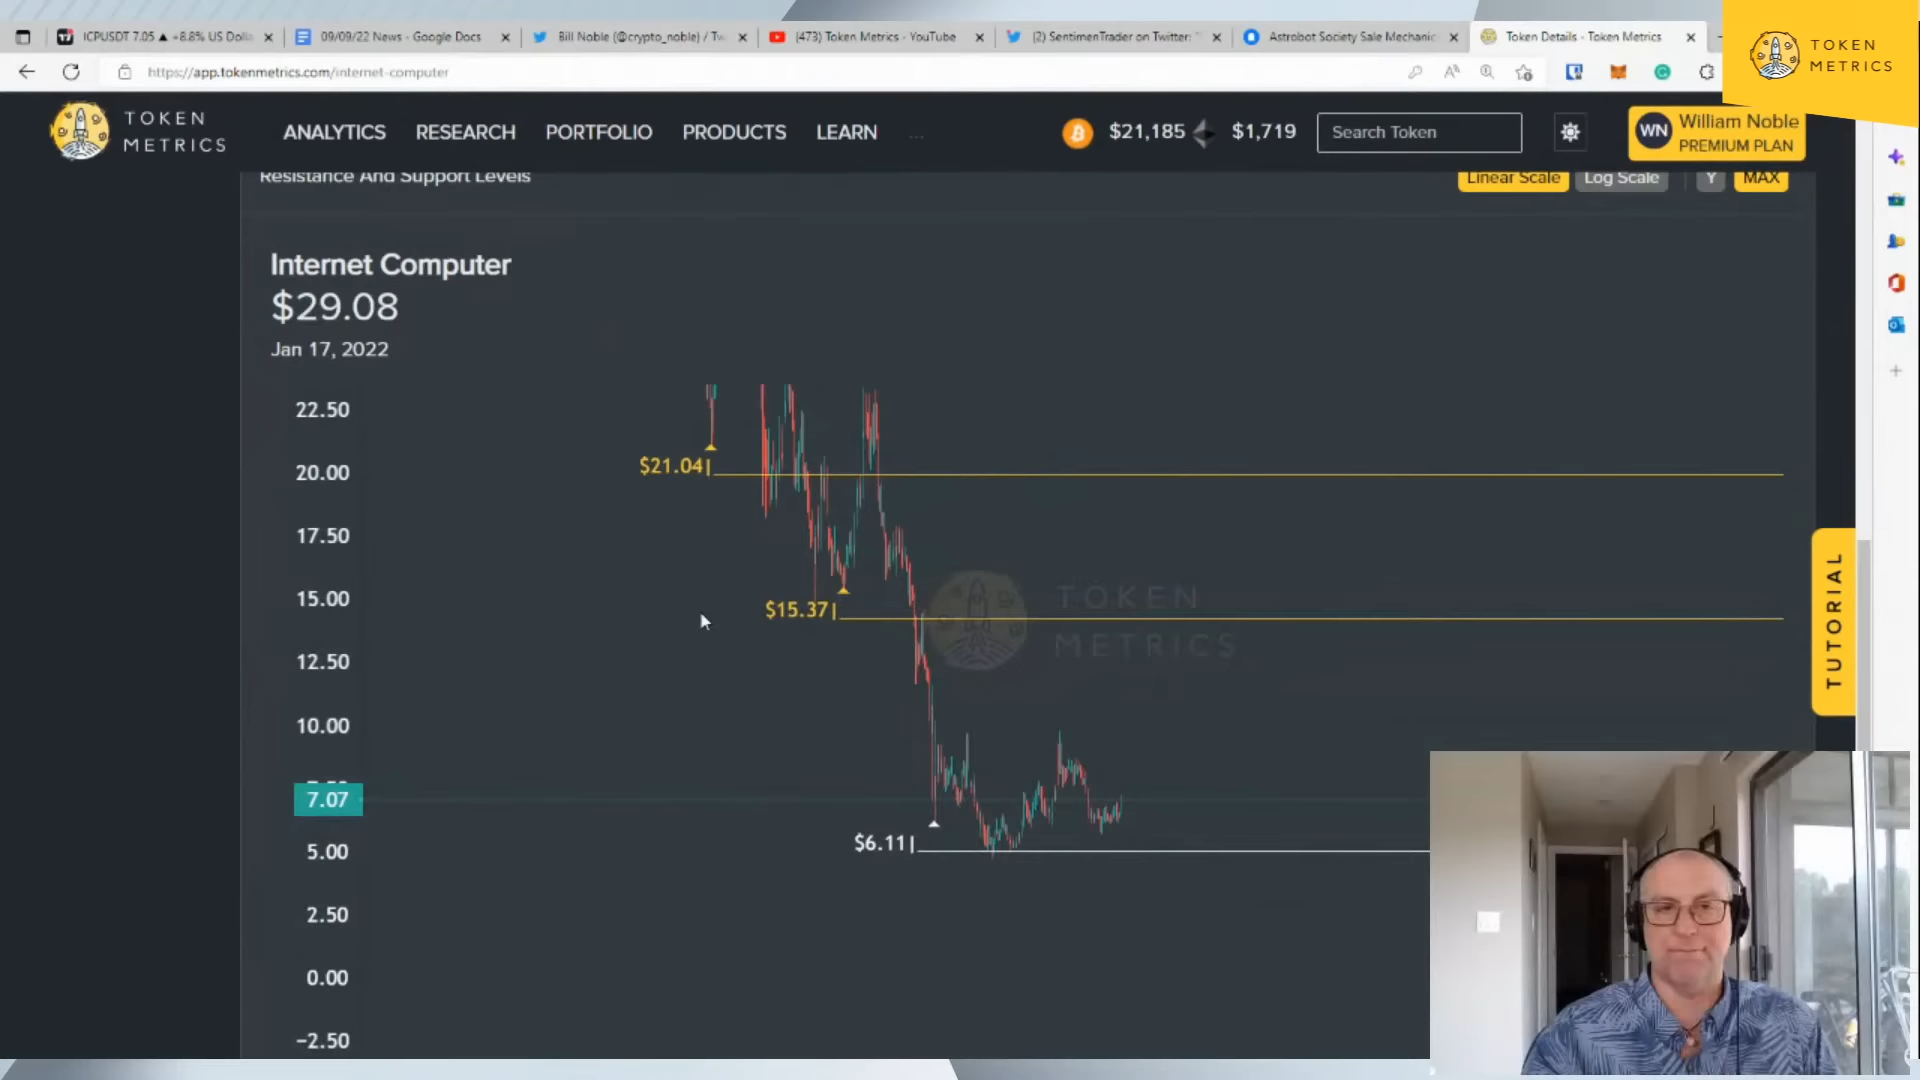 ICPUSDT 7.05 ▲ +8.8% US Doll
09/09/22 News - Google Docs
Bill Noble (@crypto_noble) / Tw
(473) Token Metrics - YouTube
(2) SentimenTrader on Twitter: "
Astrobot Society Sale Mechanic
Token Details - Token Metrics
TOKEN
METRICS
https://app.tokenmetrics.com/internet-computer
TOKEN
METRICS
ANALYTICS
RESEARCH
PORTFOLIO
PRODUCTS
LEARN
...
$21,185
$1,719
Search Token
WN
William Noble
PREMIUM PLAN
Resistance And Support Levels
Linear Scale
Log Scale
Y
MAX
Internet Computer
$29.08
Jan 17, 2022
22.50
20.00
17.50
15.00
12.50
10.00
7.07
5.00
2.50
0.00
−2.50
$21.04
$15.37
$6.11
TOKEN
METRICS
TUTORIAL